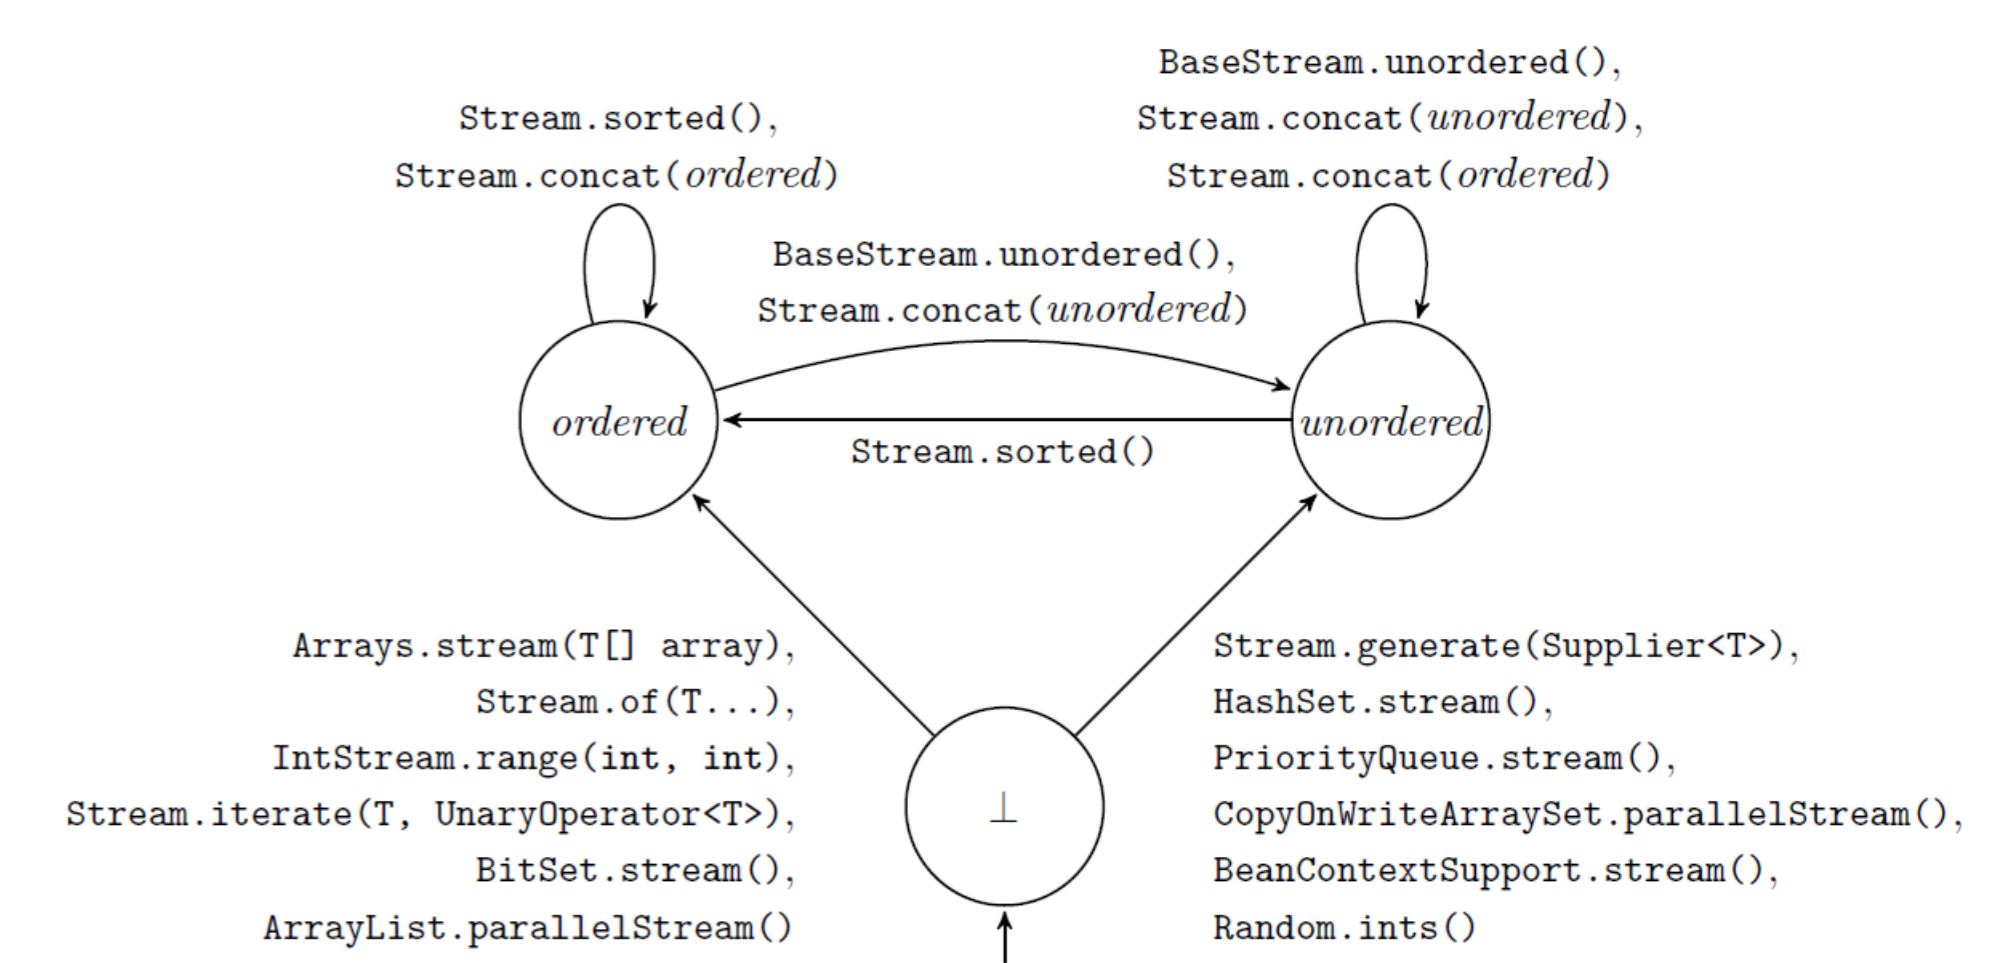 BaseStream.unordered(),
Stream.concat(unordered),
Stream.concat(ordered)
Stream.sorted(),
Stream.concat(ordered)
BaseStream.unordered(),
Stream.concat(unordered)
ordered
unordered
Stream.sorted()
Arrays.stream(T[] array),
Stream.of(T...),
IntStream.range(int, int),
Stream.iterate(T, UnaryOperator<T>),
BitSet.stream(),
ArrayList.parallelStream()
⊥
Stream.generate(Supplier<T>),
HashSet.stream(),
PriorityQueue.stream(),
CopyOnWriteArraySet.parallelStream(),
BeanContextSupport.stream(),
Random.ints()